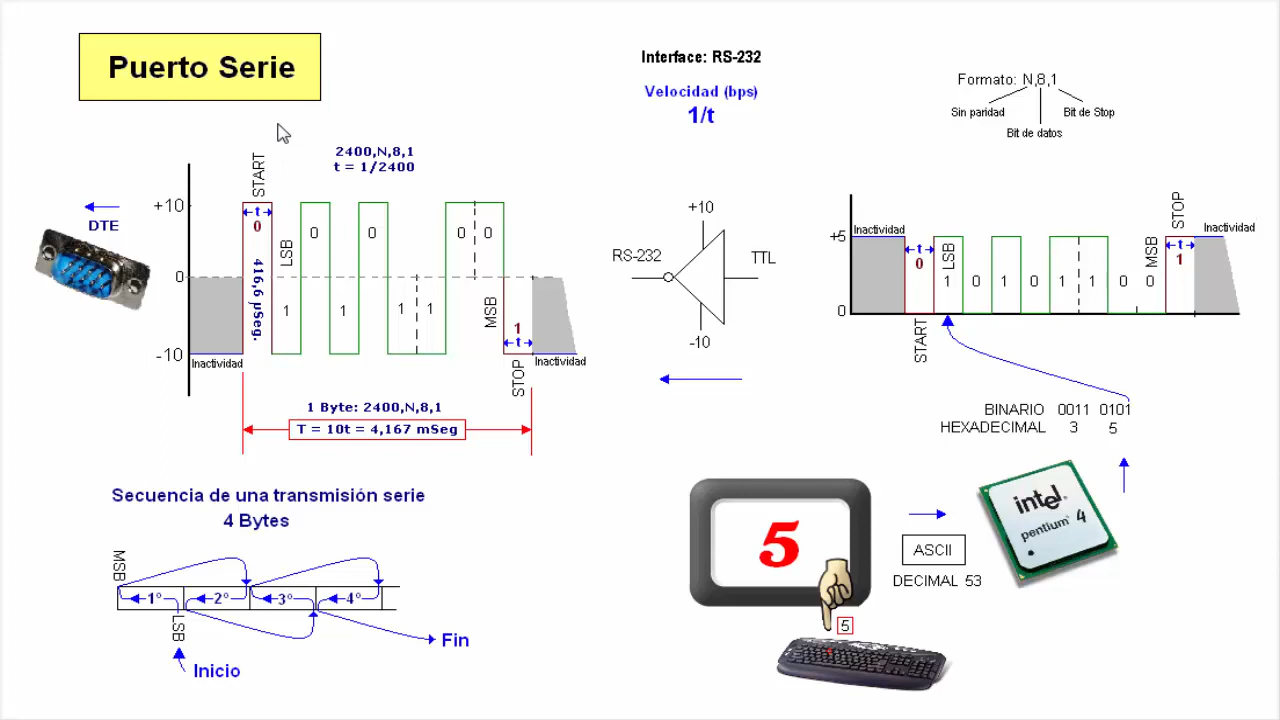 Puerto Serie
Interface: RS-232
Velocidad (bps)
1/t
Formato: N,8,1
Sin paridad
Bit de Stop
Bit de datos
2400,N,8,1
t = 1/2400
DTE
+10
0
-10
START
t
0
416,6 µSeg.
LSB
0
0
0
0
1
1
1
1
MSB
1
t
STOP
Inactividad
Inactividad
1 Byte: 2400,N,8,1
T = 10t = 4,167 mSeg
+10
RS-232
TTL
-10
+5
0
Inactividad
t
0
START
LSB
1
0
1
0
1
1
0
0
MSB
STOP
t
1
Inactividad
BINARIO 0011 0101
HEXADECIMAL 3 5
Secuencia de una transmisión serie
4 Bytes
MSB
1°
2°
3°
4°
LSB
Inicio
Fin
5
5
ASCII
DECIMAL 53
intel
pentium 4